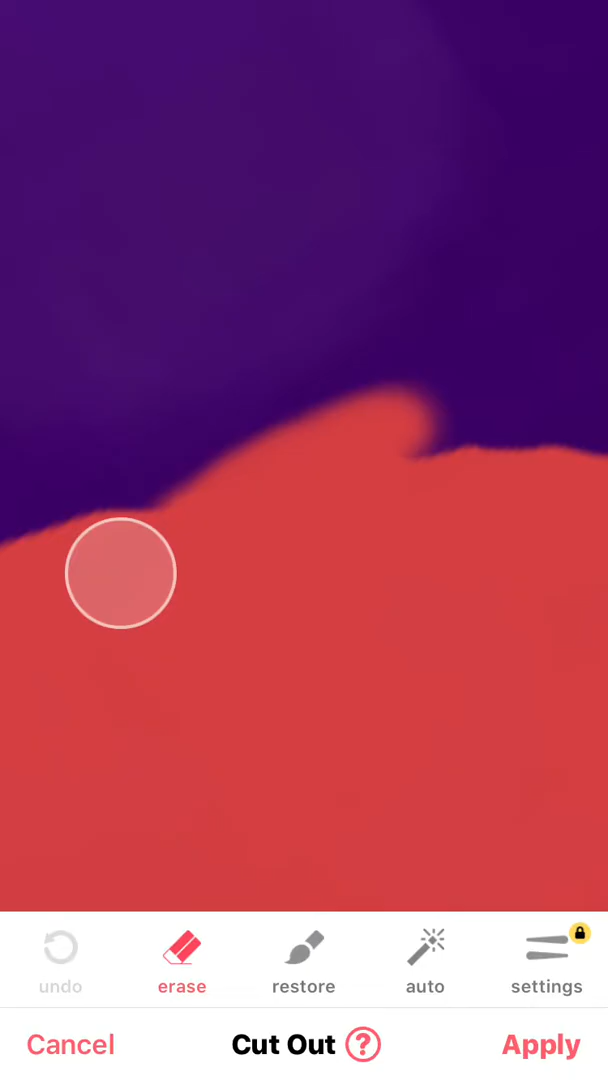 undo
erase
restore
auto
settings
Cancel
Cut Out ?
Apply